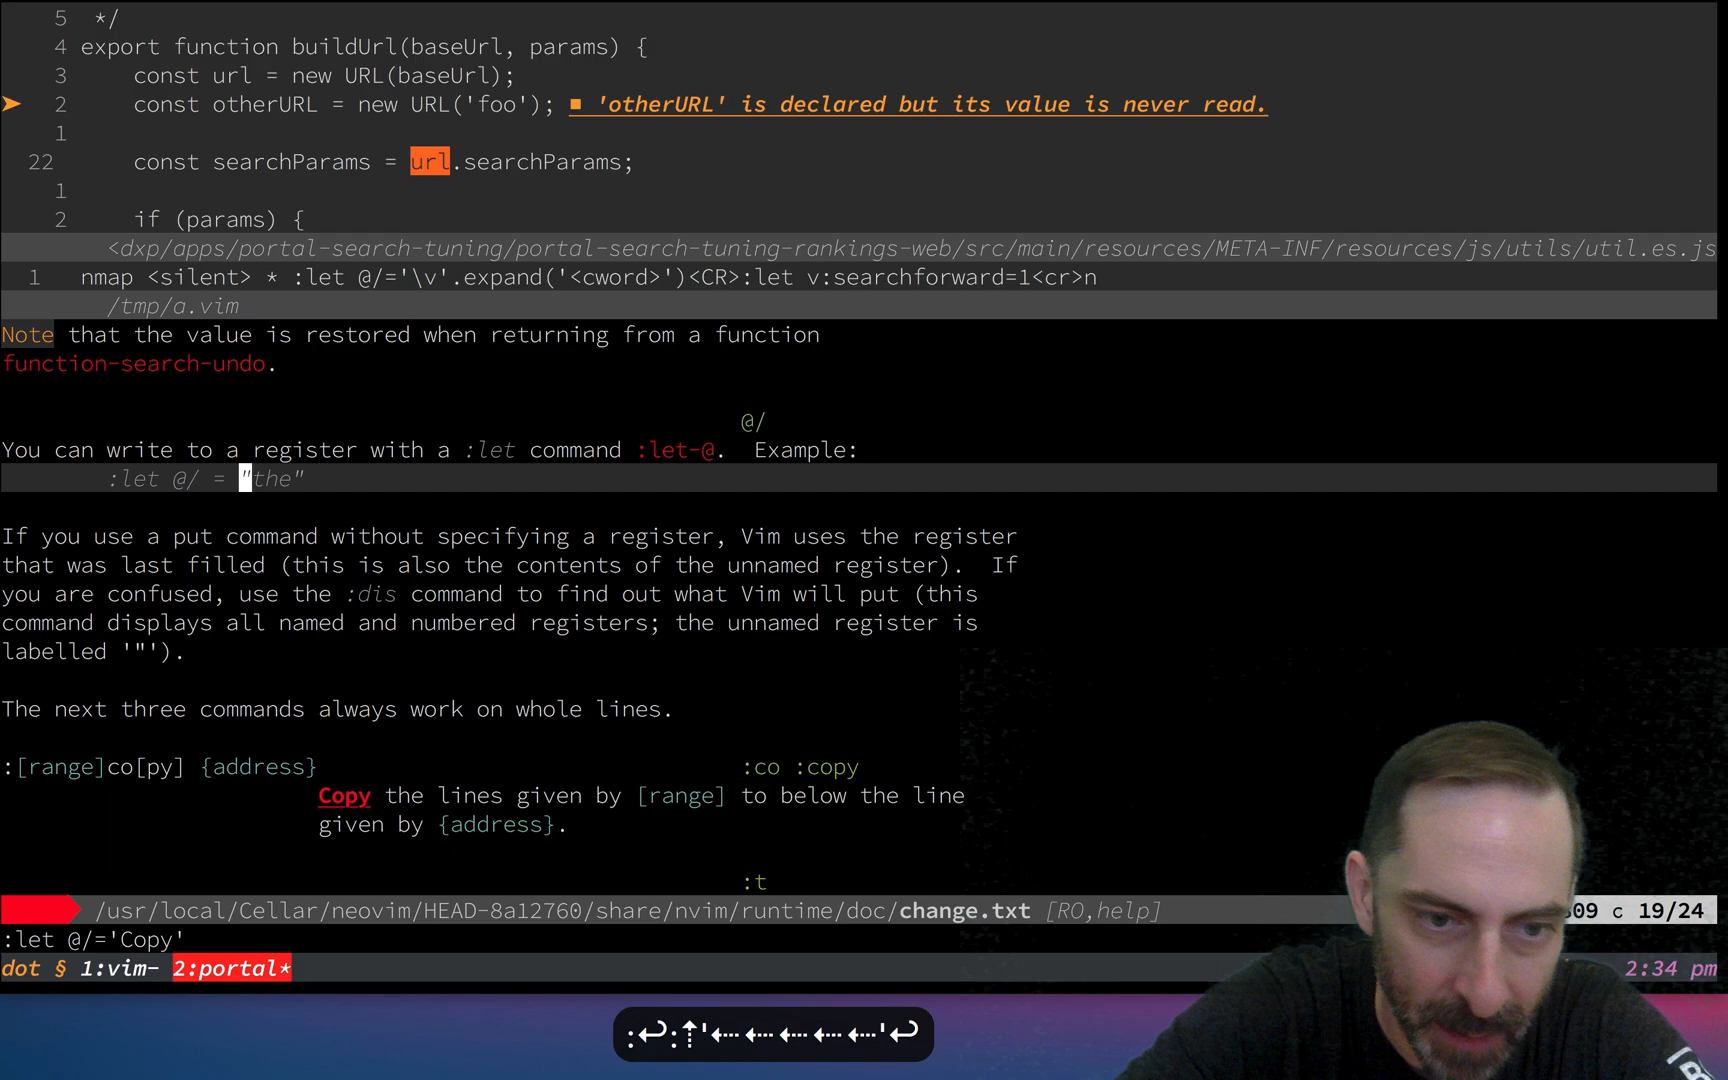 5 */
4 export function buildUrl(baseUrl, params) {
3 const url = new URL(baseUrl);
2 const otherURL = new URL('foo'); ■ 'otherURL' is declared but its value is never read.
1
22 const searchParams = url.searchParams;
1
2 if (params) {
<dxp/apps/portal-search-tuning/portal-search-tuning-rankings-web/src/main/resources/META-INF/resources/js/utils/util.es.js
1 nmap <silent> * :let @/='\v'.expand('<cword>')<CR>:let v:searchforward=1<cr>n
/tmp/a.vim
Note that the value is restored when returning from a function
function-search-undo.
@/
You can write to a register with a :let command :let-@. Example:
:let @/ = "the"
If you use a put command without specifying a register, Vim uses the register
that was last filled (this is also the contents of the unnamed register). If
you are confused, use the :dis command to find out what Vim will put (this
command displays all named and numbered registers; the unnamed register is
labelled '"').
The next three commands always work on whole lines.
:[range]co[py] {address} :co :copy
Copy the lines given by [range] to below the line
given by {address}.
:t
/usr/local/Cellar/neovim/HEAD-8a12760/share/nvim/runtime/doc/change.txt [RO,help] 09 c 19/24
:let @/='Copy'
dot § 1:vim- 2:portal* 2:34 pm
:↩:⇡'⇠⇠⇠⇠⇠'↩